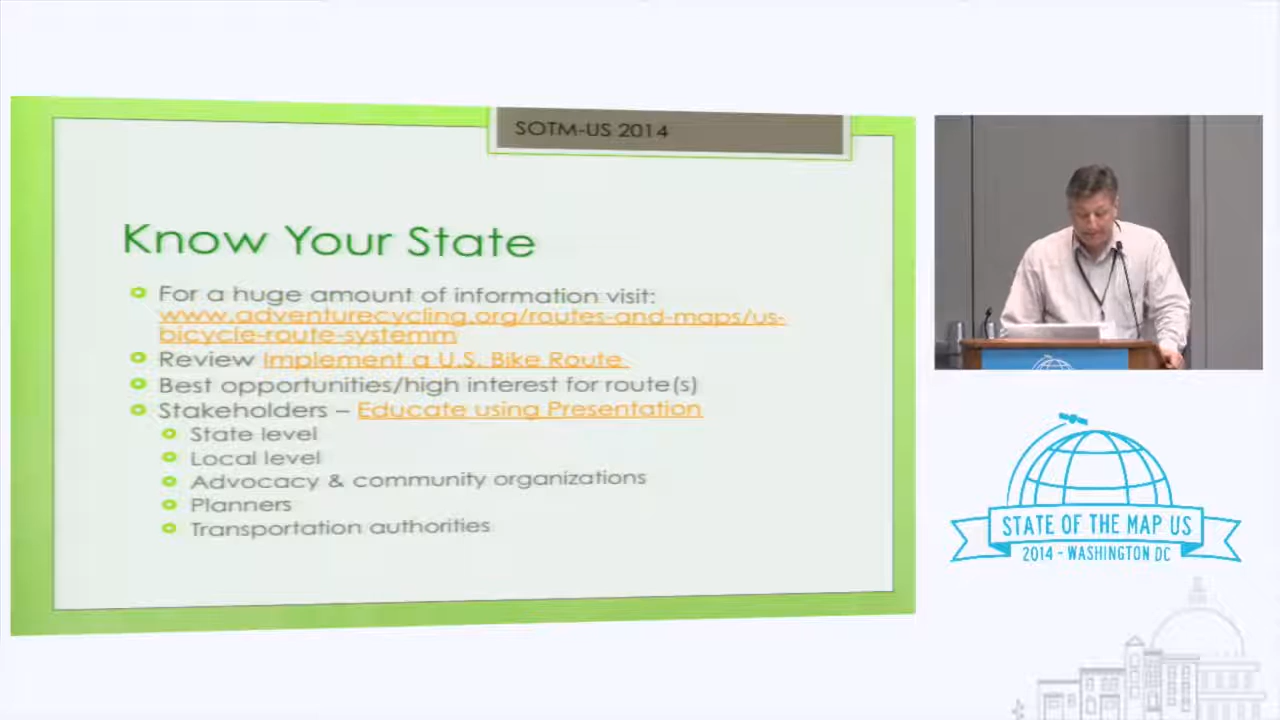 SOTM-US 2014
Know Your State
For a huge amount of information visit:
www.adventurecycling.org/routes-and-maps/us-
bicycle-route-systemm
Review Implement a U.S. Bike Route
Best opportunities/high interest for route(s)
Stakeholders – Educate using Presentation
State level
Local level
Advocacy & community organizations
Planners
Transportation authorities
STATE OF THE MAP US
2014 - WASHINGTON DC